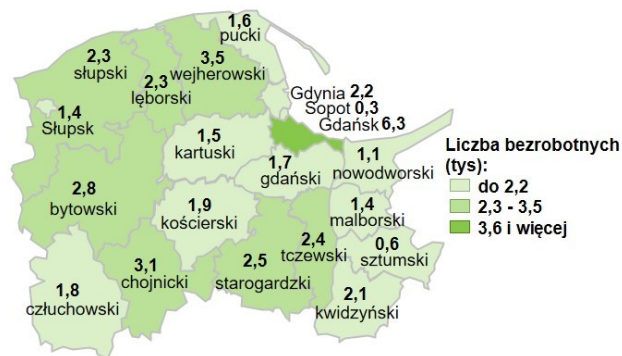 1,6
pucki
2,3
słupski
2,3
lęborski
3,5
wejherowski
Gdynia 2,2
Sopot 0,3
Gdańsk 6,3
1,4
Słupsk
1,5
kartuski
1,7
gdański
1,1
nowodworski
2,8
bytowski
1,9
kościerski
1,4
malborski
2,4
tczewski
0,6
sztumski
3,1
chojnicki
2,5
starogardzki
1,8
człuchowski
2,1
kwidzyński
Liczba bezrobotnych
(tys):
do 2,2
2,3 - 3,5
3,6 i więcej